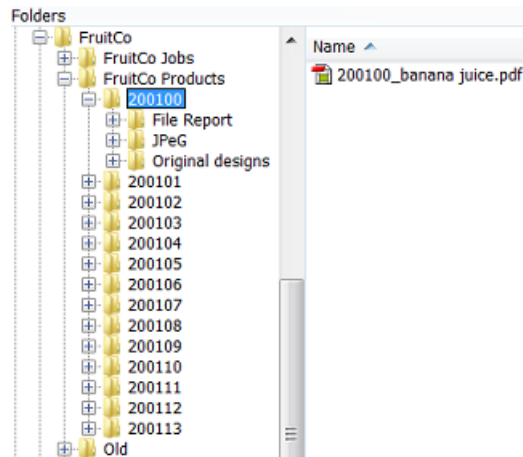 Folders
FruitCo
FruitCo Jobs
FruitCo Products
200100
File Report
JPeG
Original designs
200101
200102
200103
200104
200105
200106
200107
200108
200109
200110
200111
200112
200113
Old
Name
200100_banana juice.pdf